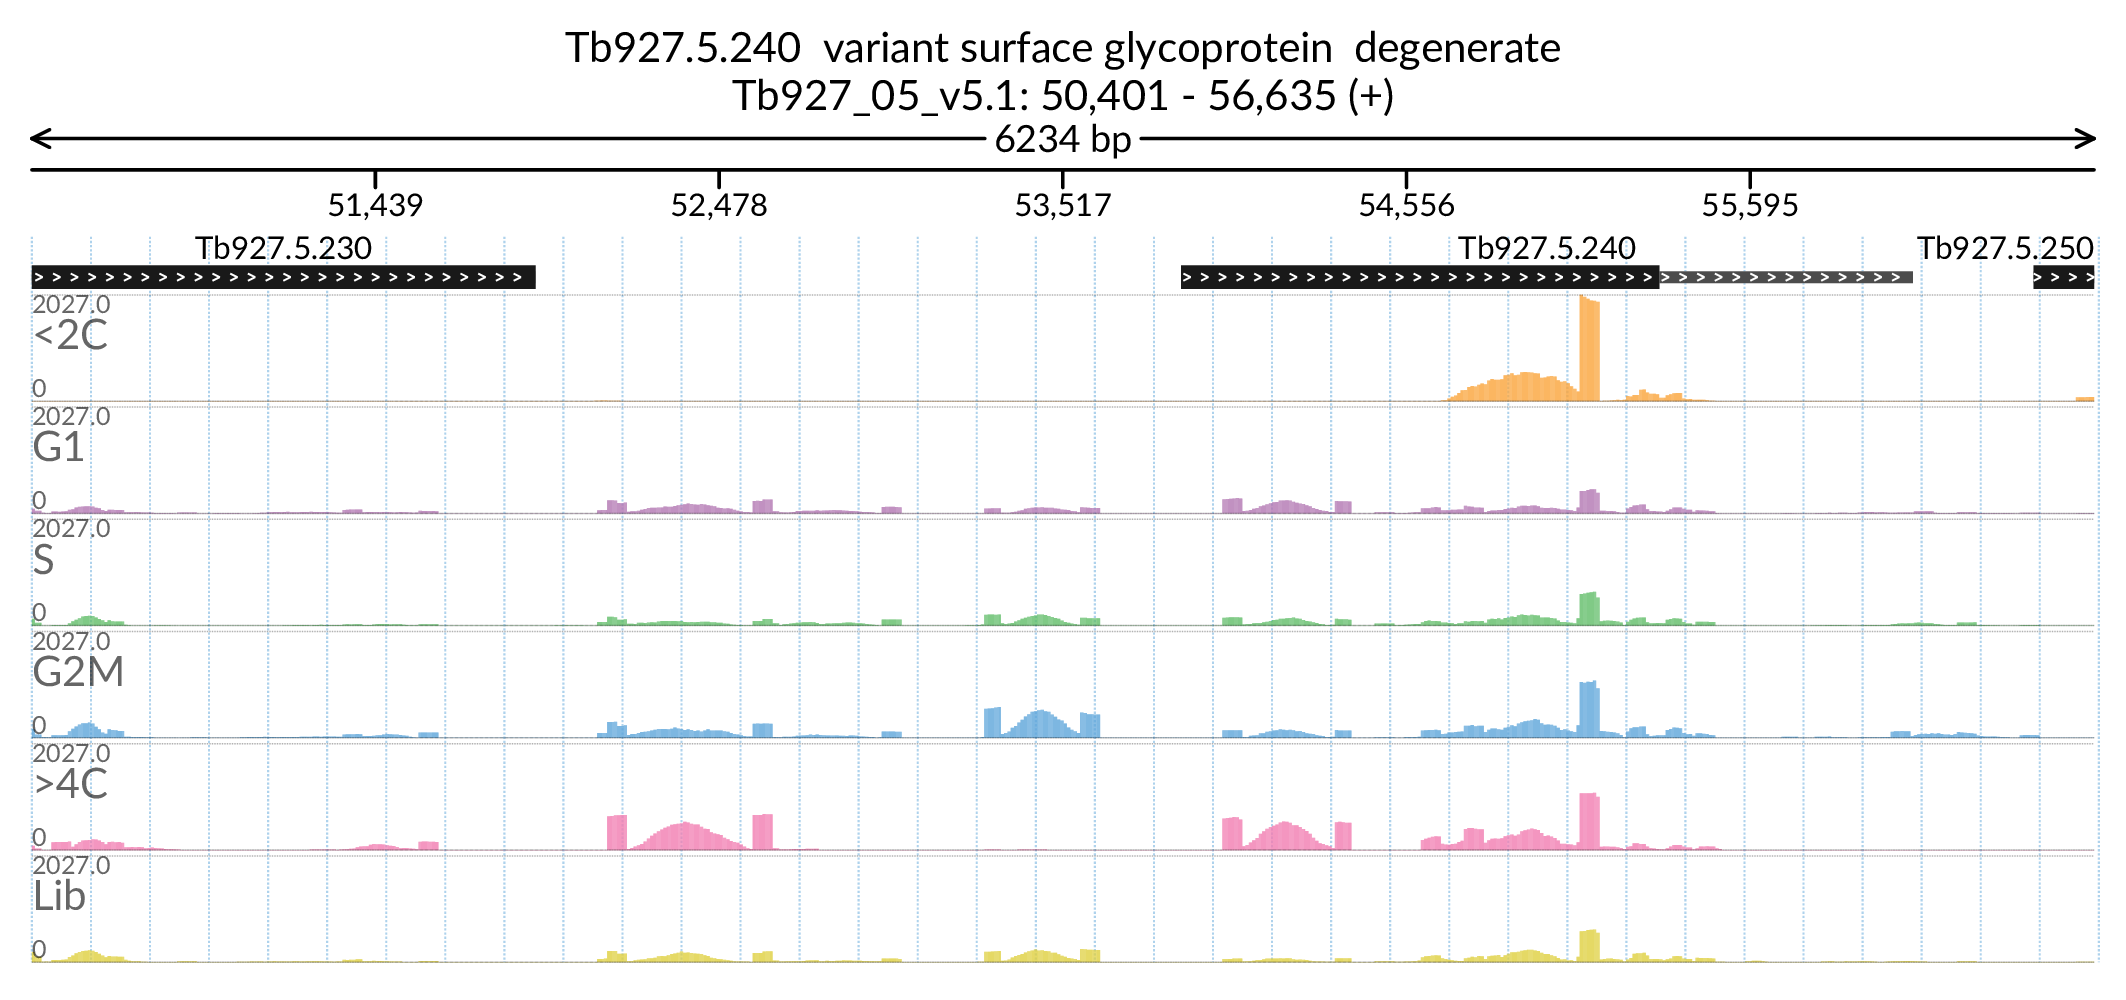 Tb927.5.240  variant surface glycoprotein  degenerate
Tb927_05_v5.1: 50,401 - 56,635 (+)
6234 bp
51,439 52,478 53,517 54,556 55,595
Tb927.5.230 Tb927.5.240 Tb927.5.250
2027.0
<2C
0
2027.0
G1
0
2027.0
S
0
2027.0
G2M
0
2027.0
>4C
0
2027.0
Lib
0